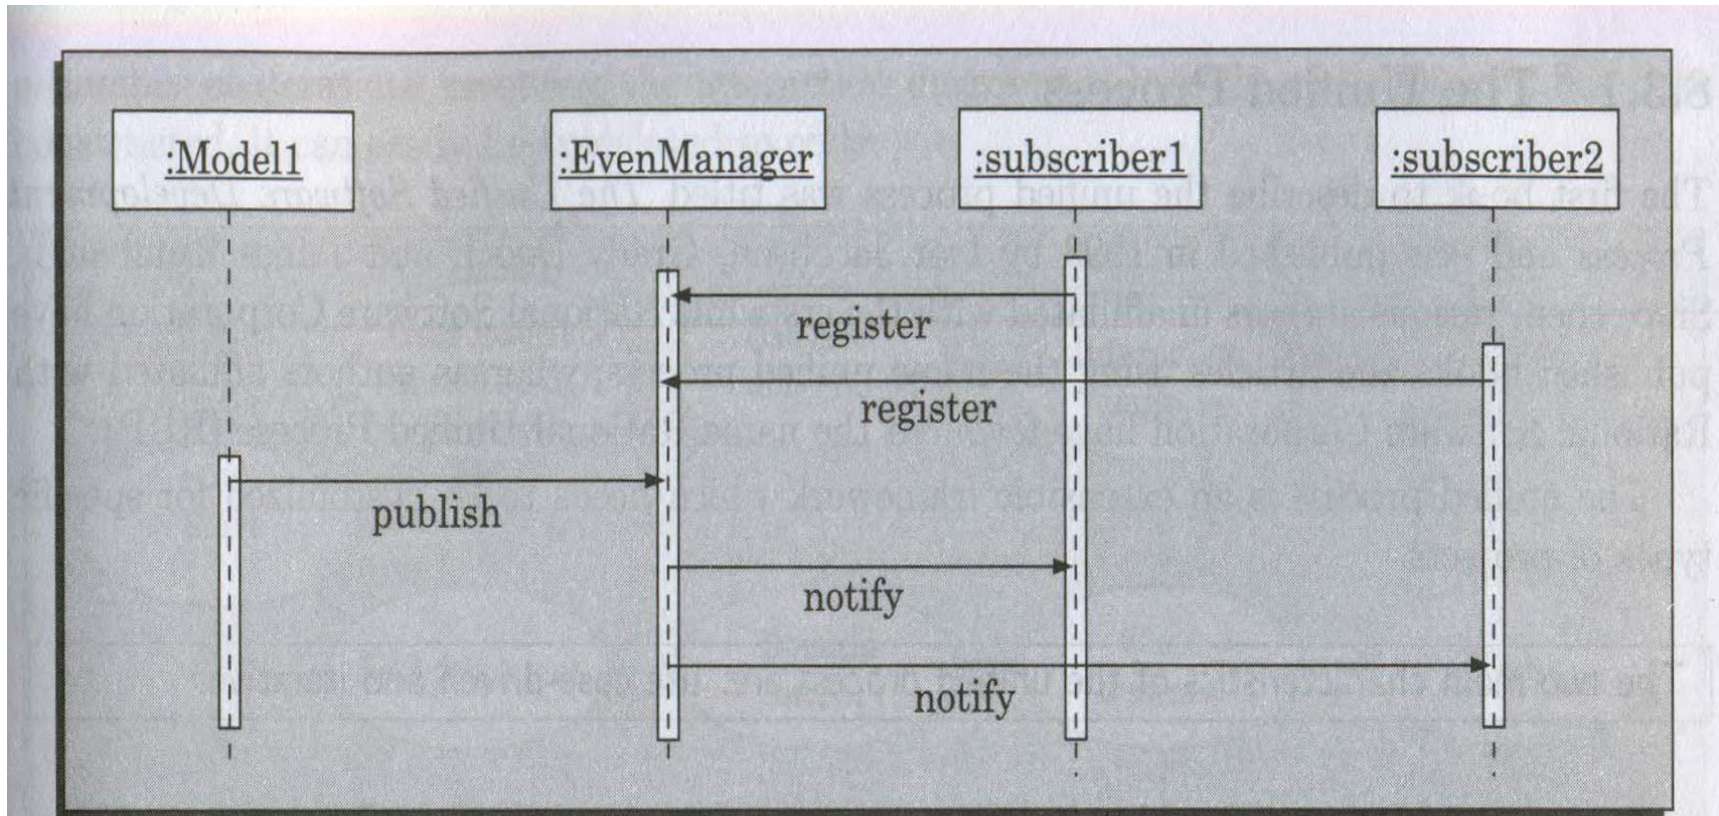 :Model1
:EvenManager
:subscriber1
:subscriber2
register
register
publish
notify
notify